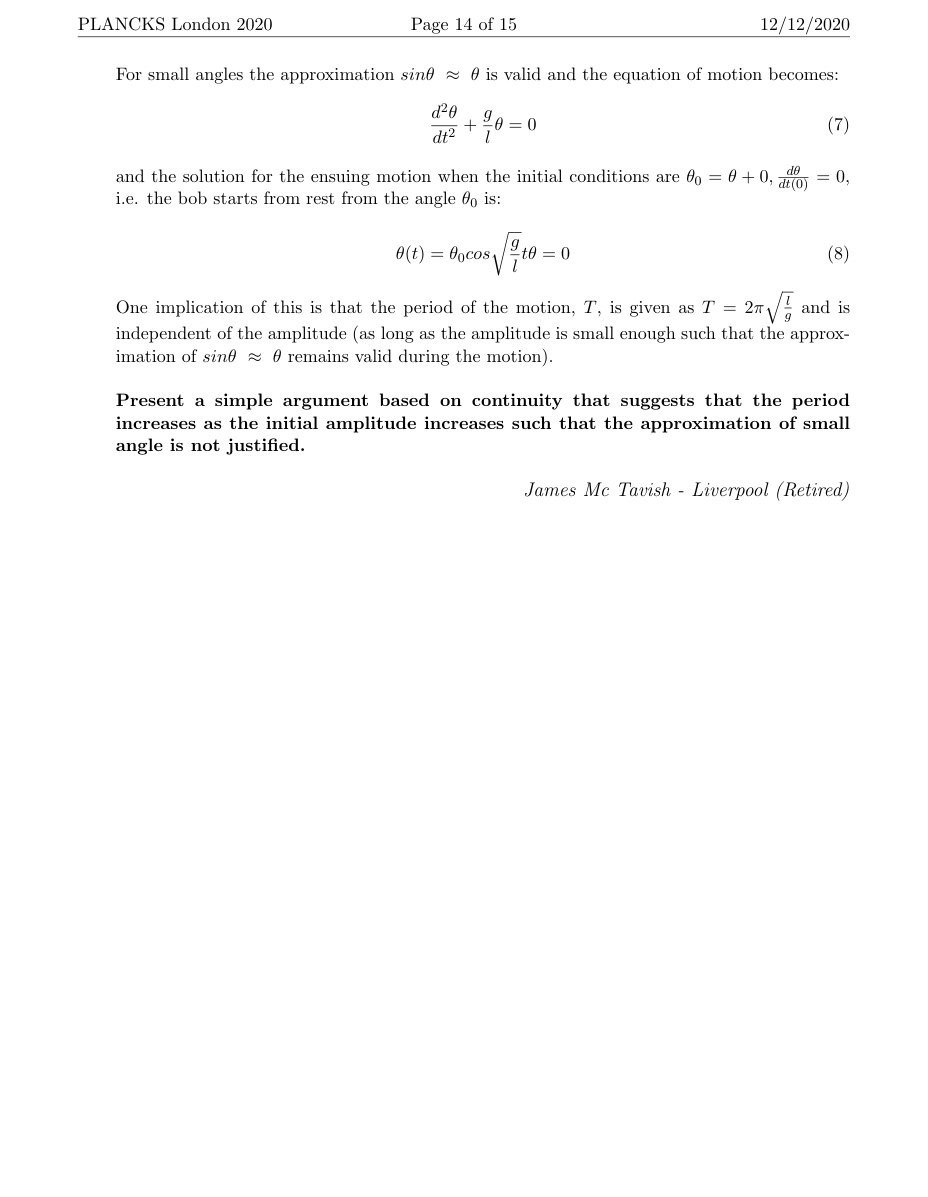 PLANCKS London 2020 Page 14 of 15 12/12/2020
For small angles the approximation sinθ ≈ θ is valid and the equation of motion becomes:
d²θ/dt² + g/l θ = 0 (7)
and the solution for the ensuing motion when the initial conditions are θ₀ = θ + 0, dθ/dt(0) = 0,
i.e. the bob starts from rest from the angle θ₀ is:
θ(t) = θ₀cos√(g/l) tθ = 0 (8)
One implication of this is that the period of the motion, T, is given as T = 2π√(l/g) and is
independent of the amplitude (as long as the amplitude is small enough such that the approx-
imation of sinθ ≈ θ remains valid during the motion).
Present a simple argument based on continuity that suggests that the period
increases as the initial amplitude increases such that the approximation of small
angle is not justified.
James Mc Tavish - Liverpool (Retired)